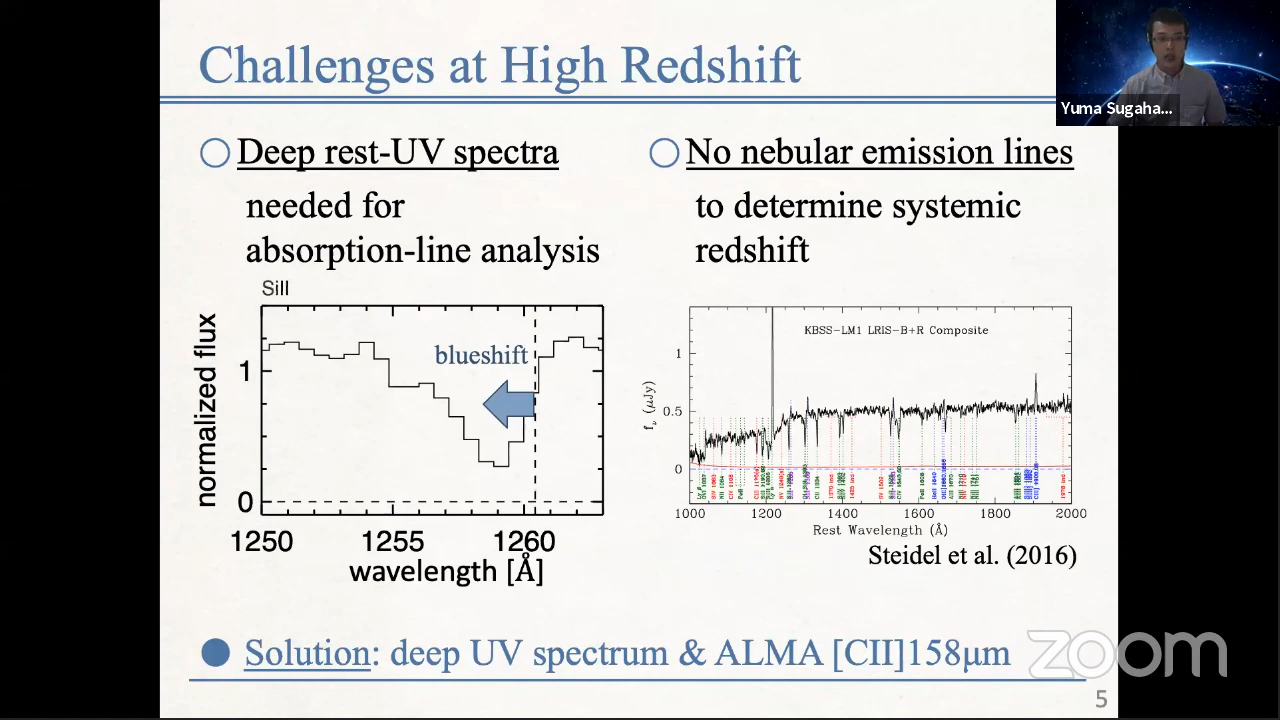 Challenges at High Redshift
Yuma Sugaha...
Deep rest-UV spectra
needed for
absorption-line analysis
No nebular emission lines
to determine systemic
redshift
SiII
normalized flux
1
0
blueshift
1250 1255 1260
wavelength [Å]
KBSS-LM1 LRIS-B+R Composite
fν (μJy)
1
0.5
0
1000 1200 1400 1600 1800 2000
Rest Wavelength (Å)
Steidel et al. (2016)
Solution: deep UV spectrum & ALMA [CII]158μm
zoom
5